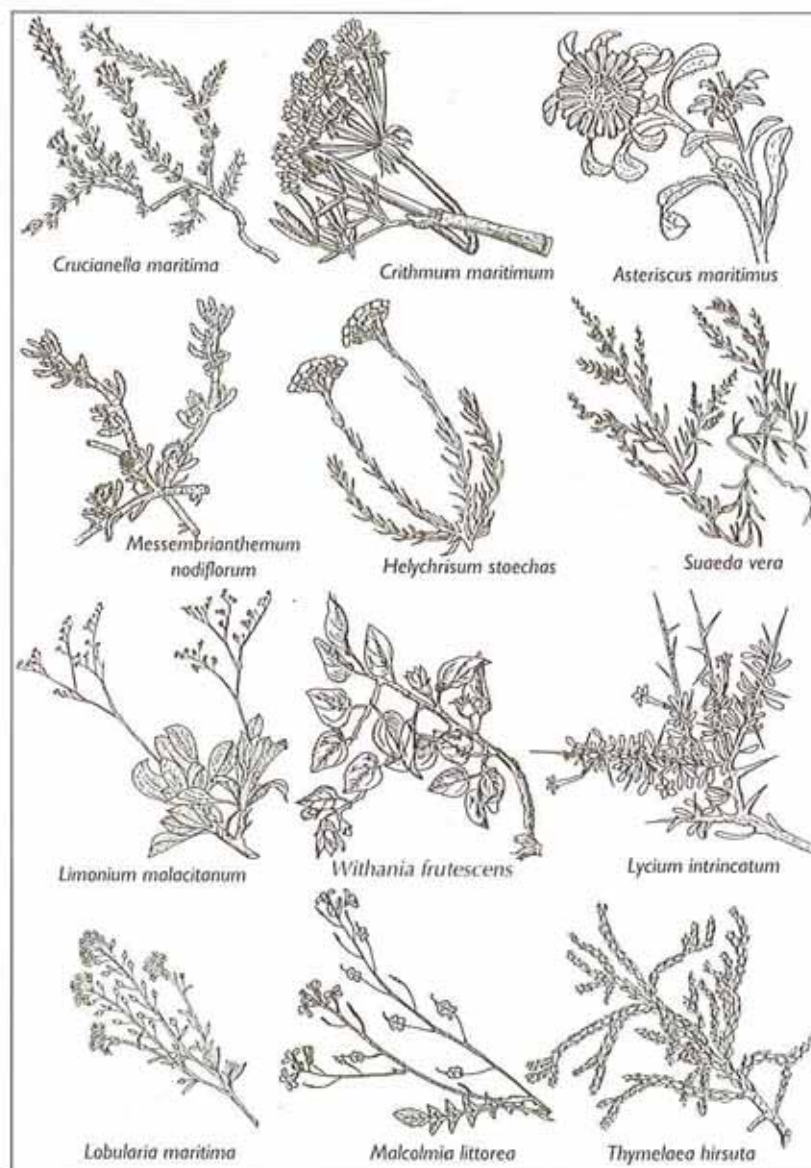 Crucianella maritima
Crithmum maritimum
Asteriscus maritimus
Messembrianthemum
nodiflorum
Helychrisum stoechas
Suaeda vera
Limonium malacitanum
Withania frutescens
Lycium intrincatum
Lobularia maritima
Malcolmia littorea
Thymelaea hirsuta